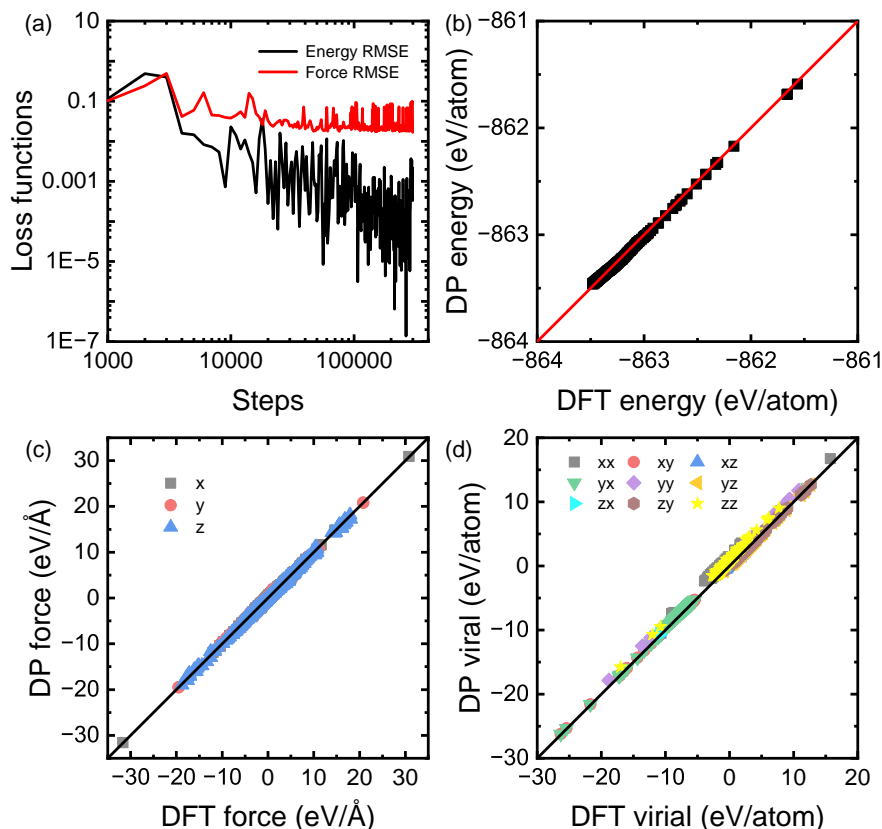 (a)
10
0.1
0.001
1E-5
1E-7
Loss functions
Energy RMSE
Force RMSE
1000
10000
100000
Steps
(b)
−861
−862
−863
−864
DP energy (eV/atom)
−864
−863
−862
−861
DFT energy (eV/atom)
(c)
30
20
10
0
−10
−20
−30
DP force (eV/Å)
x
y
z
−30
−20
−10
0
10
20
30
DFT force (eV/Å)
(d)
20
10
0
−10
−20
−30
DP viral (eV/atom)
xx
xy
xz
yx
yy
yz
zx
zy
zz
−30
−20
−10
0
10
20
DFT virial (eV/atom)